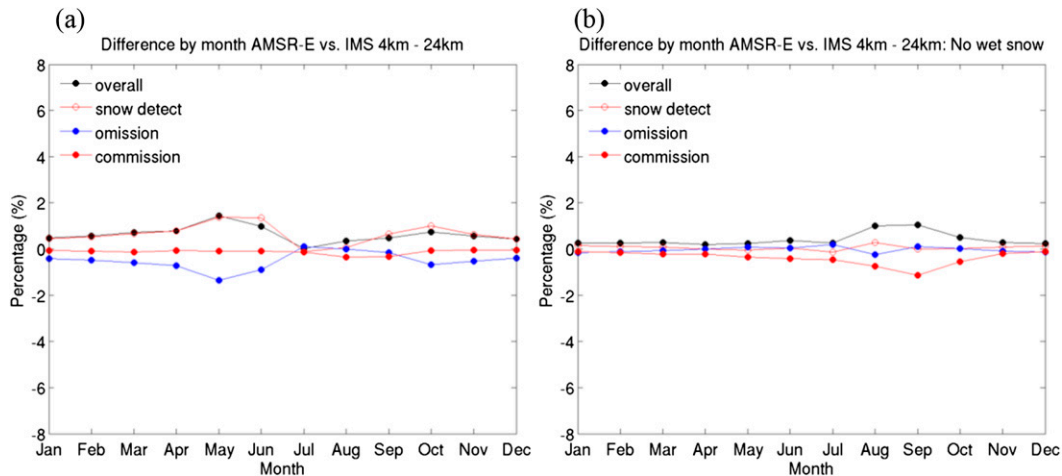 (a)
Difference by month AMSR-E vs. IMS 4km - 24km
8
6
4
2
0
-2
-4
-6
-8
Percentage (%)
overall
snow detect
omission
commission
Jan Feb Mar Apr May Jun Jul Aug Sep Oct Nov Dec
Month
(b)
Difference by month AMSR-E vs. IMS 4km - 24km: No wet snow
8
6
4
2
0
-2
-4
-6
-8
Percentage (%)
overall
snow detect
omission
commission
Jan Feb Mar Apr May Jun Jul Aug Sep Oct Nov Dec
Month